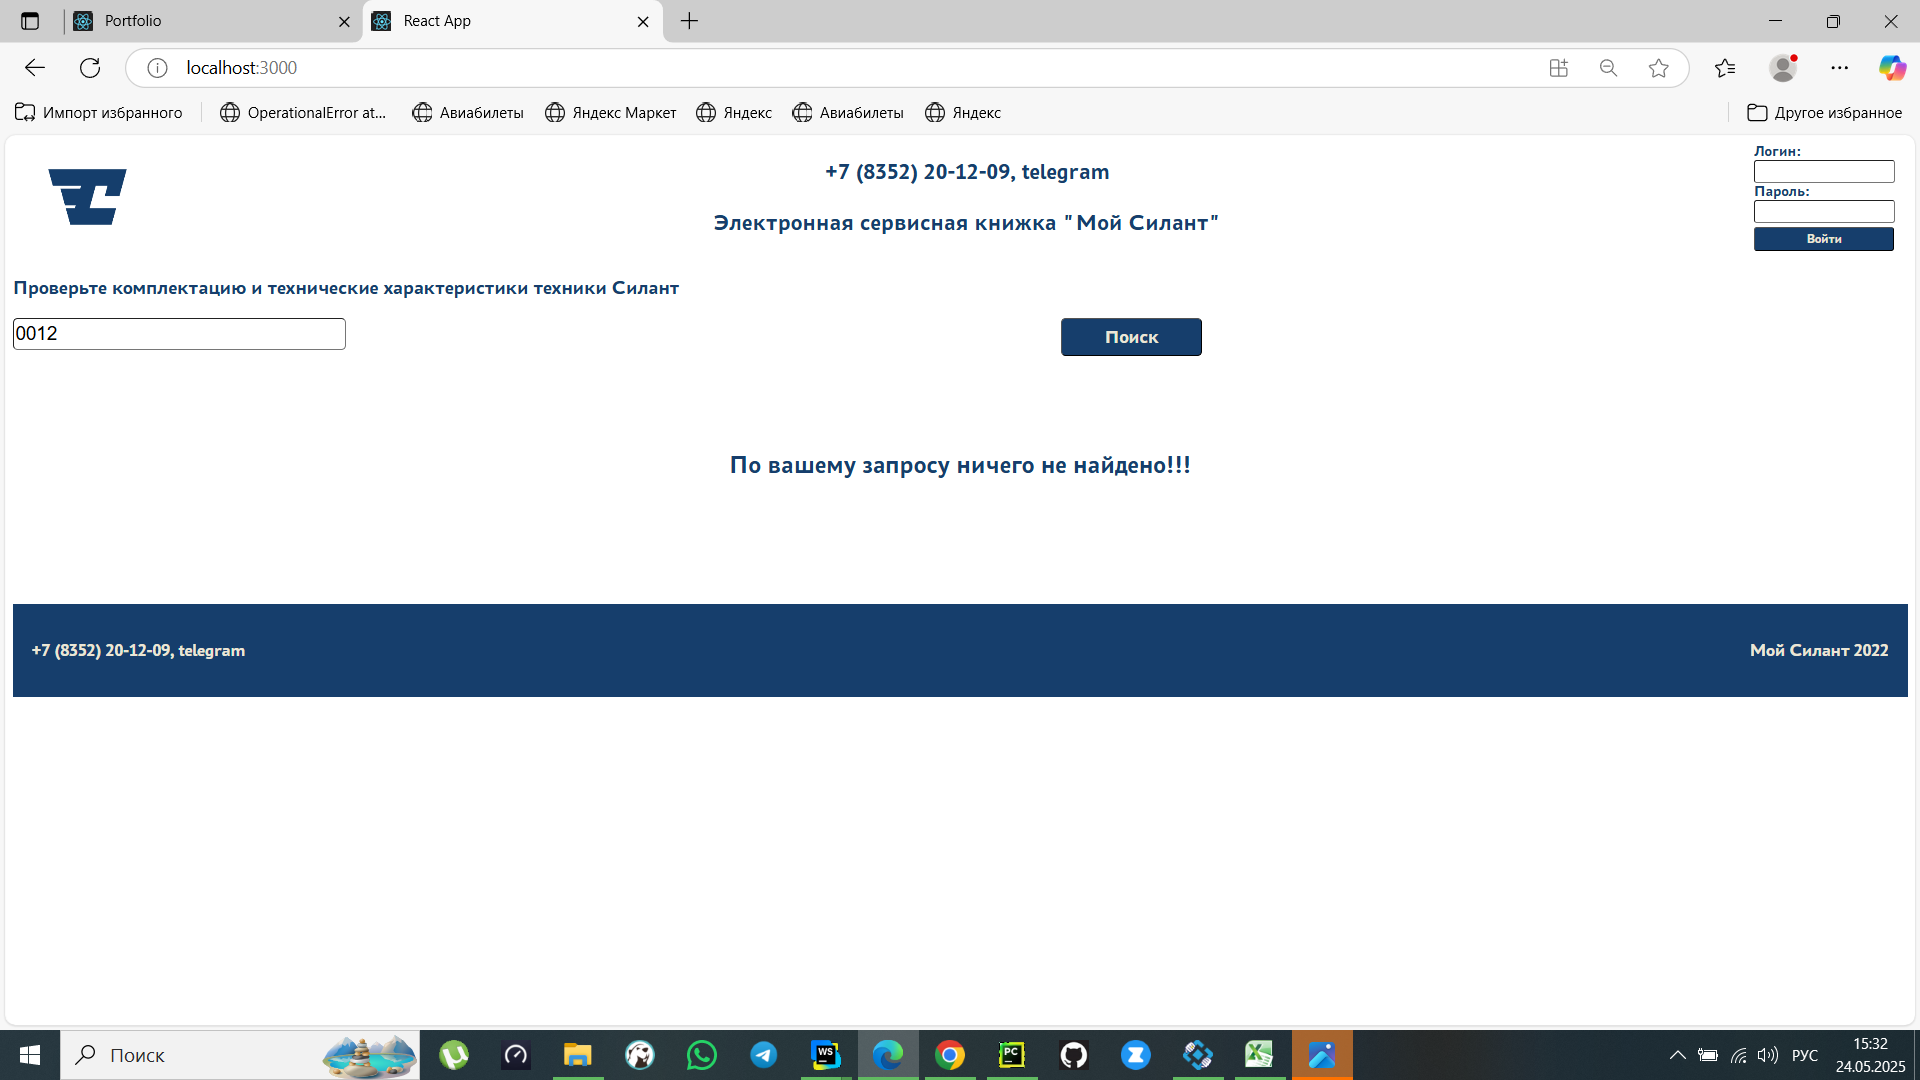 Portfolio
React App
localhost:3000
Импорт избранного
OperationalError at...
Авиабилеты
Яндекс Маркет
Яндекс
Авиабилеты
Яндекс
Другое избранное
+7 (8352) 20-12-09, telegram
Электронная сервисная книжка "Мой Силант"
Логин:
Пароль:
Войти
Проверьте комплектацию и технические характеристики техники Силант
0012
Поиск
По вашему запросу ничего не найдено!!!
+7 (8352) 20-12-09, telegram
Мой Силант 2022
Поиск
WS
PC
РУС
15:32
24.05.2025